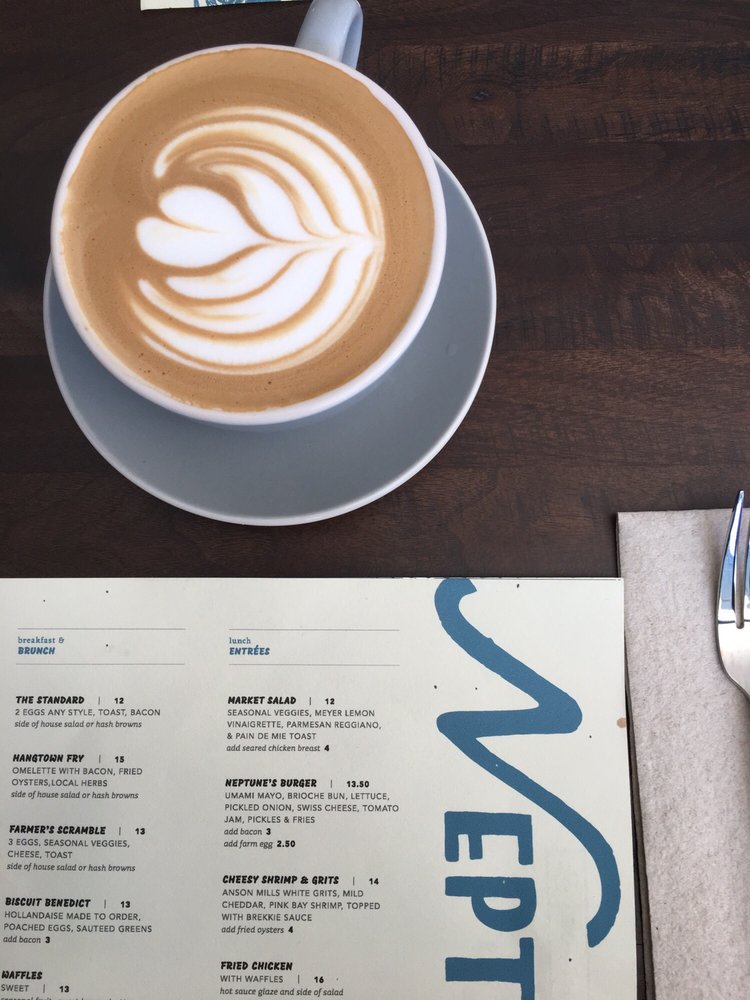 breakfast &
BRUNCH
THE STANDARD | 12
2 EGGS ANY STYLE, TOAST, BACON
side of house salad or hash browns
HANGTOWN FRY | 15
OMELETTE WITH BACON, FRIED
OYSTERS,LOCAL HERBS
side of house salad or hash browns
FARMER'S SCRAMBLE | 13
3 EGGS, SEASONAL VEGGIES,
CHEESE, TOAST
side of house salad or hash browns
BISCUIT BENEDICT | 13
HOLLANDAISE MADE TO ORDER,
POACHED EGGS, SAUTEED GREENS
add bacon 3
WAFFLES
SWEET | 13
lunch
ENTRÉES
MARKET SALAD | 12
SEASONAL VEGGIES, MEYER LEMON
VINAIGRETTE, PARMESAN REGGIANO,
& PAIN DE MIE TOAST
add seared chicken breast 4
NEPTUNE'S BURGER | 13.50
UMAMI MAYO, BRIOCHE BUN, LETTUCE,
PICKLED ONION, SWISS CHEESE, TOMATO
JAM, PICKLES & FRIES
add bacon 3
add farm egg 2.50
CHEESY SHRIMP & GRITS | 14
ANSON MILLS WHITE GRITS, MILD
CHEDDAR, PINK BAY SHRIMP, TOPPED
WITH BREKKIE SAUCE
add fried oysters 4
FRIED CHICKEN
WITH WAFFLES | 16
hot sauce glaze and side of salad
NEPT